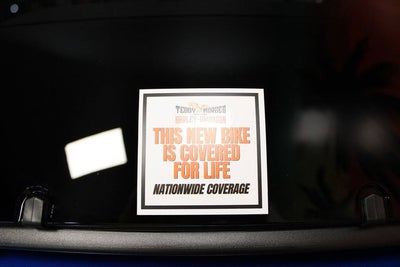 TEDDY MORSE'S
HARLEY-DAVIDSON
THIS NEW BIKE
IS COVERED
FOR LIFE
NATIONWIDE COVERAGE